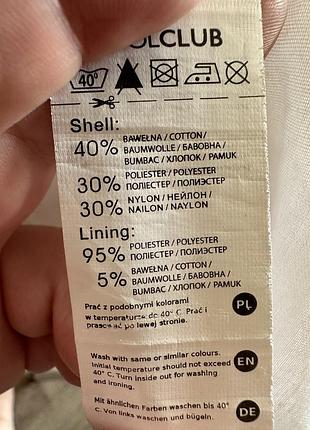 OLCLUB
40°
Shell:
40% BAWEŁNA / COTTON /
BAUMWOLLE / БАВОВНА /
BUMBAC / ХЛОПОК / PAMUK
30% POLIESTER / POLYESTER
ПОЛІЕСТЕР / ПОЛИЭСТЕР
30% NYLON / НЕЙЛОН /
NAILON / NAYLON
Lining:
95% POLIESTER / POLYESTER
ПОЛІЕСТЕР / ПОЛИЭСТЕР
5% BAWEŁNA / COTTON /
BAUMWOLLE / БАВОВНА /
BUMBAC / ХЛОПОК / PAMUK
Prać z podobnymi kolorami
w temperaturze do 40° C. Prać i
prasować po lewej stronie.
PL
Wash with same or similar colours.
Initial temperature should not exceed
40° C. Turn inside out for washing
and ironing.
EN
Mit ähnlichen Farben waschen bis 40°
C. Von links waschen und bügeln.
DE